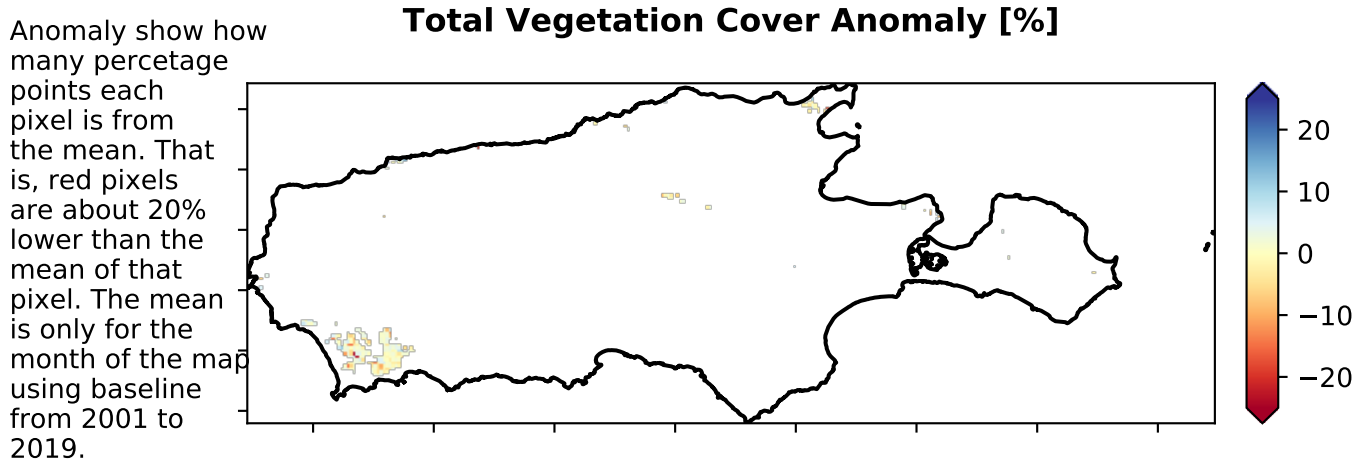 Total Vegetation Cover Anomaly [%]
Anomaly show how
many percetage
points each
pixel is from
the mean. That
is, red pixels
are about 20%
lower than the
mean of that
pixel. The mean
is only for the
month of the map
using baseline
from 2001 to
2019.
20
10
0
−10
−20